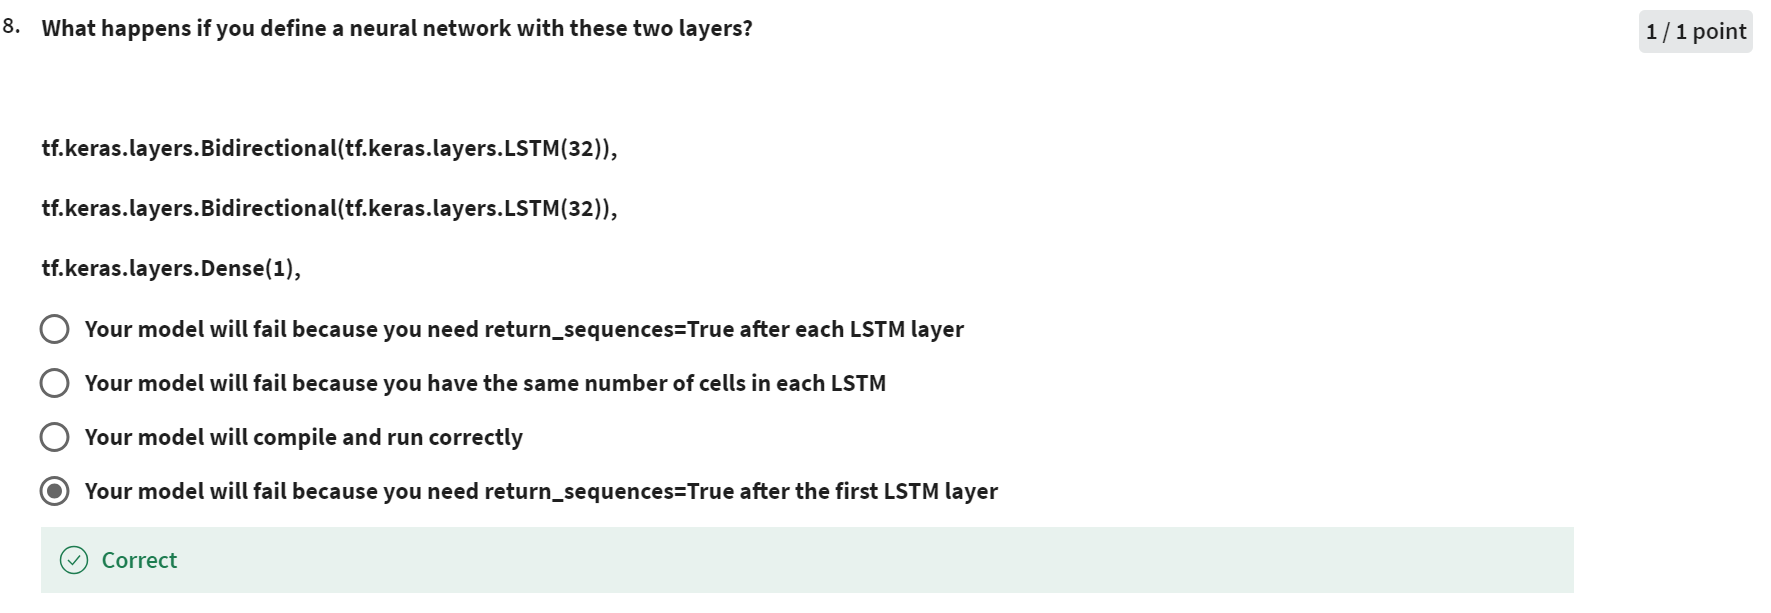 8. What happens if you define a neural network with these two layers?
1 / 1 point
tf.keras.layers.Bidirectional(tf.keras.layers.LSTM(32)),
tf.keras.layers.Bidirectional(tf.keras.layers.LSTM(32)),
tf.keras.layers.Dense(1),
Your model will fail because you need return_sequences=True after each LSTM layer
Your model will fail because you have the same number of cells in each LSTM
Your model will compile and run correctly
Your model will fail because you need return_sequences=True after the first LSTM layer
Correct